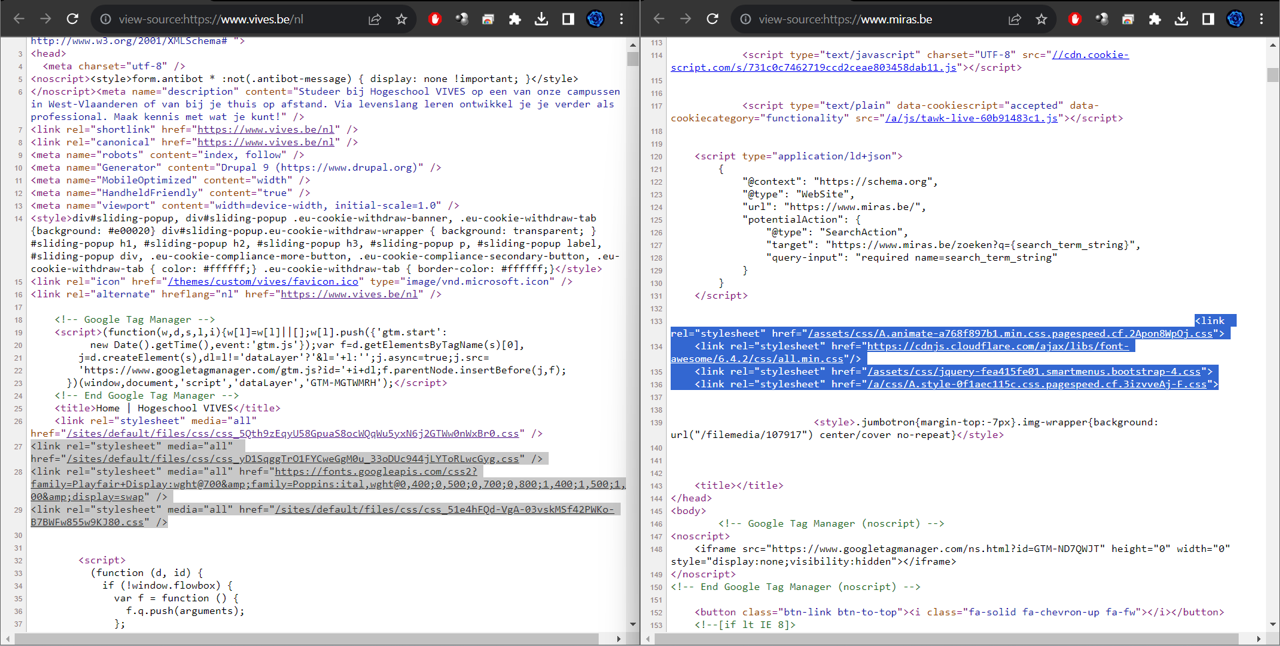 view-source:https://www.vives.be/nl
http://www.w3.org/2001/XMLSchema# ">
3 <head>
4 <meta charset="utf-8" />
5 <noscript><style>form.antibot * :not(.antibot-message) { display: none !important; }</style>
6 </noscript><meta name="description" content="Studeer bij Hogeschool VIVES op een van onze campussen
in West-Vlaanderen of van bij je thuis op afstand. Via levenslang leren ontwikkel je je verder als
professional. Maak kennis met wat je kunt!" />
7 <link rel="shortlink" href="https://www.vives.be/nl" />
8 <link rel="canonical" href="https://www.vives.be/nl" />
9 <meta name="robots" content="index, follow" />
10 <meta name="Generator" content="Drupal 9 (https://www.drupal.org)" />
11 <meta name="MobileOptimized" content="width" />
12 <meta name="HandheldFriendly" content="true" />
13 <meta name="viewport" content="width=device-width, initial-scale=1.0" />
14 <style>div#sliding-popup, div#sliding-popup .eu-cookie-withdraw-banner, .eu-cookie-withdraw-tab
{background: #e00020} div#sliding-popup.eu-cookie-withdraw-wrapper { background: transparent; }
#sliding-popup h1, #sliding-popup h2, #sliding-popup h3, #sliding-popup p, #sliding-popup label,
#sliding-popup div, .eu-cookie-compliance-more-button, .eu-cookie-compliance-secondary-button, .eu-
cookie-withdraw-tab { color: #ffffff;} .eu-cookie-withdraw-tab { border-color: #ffffff;}</style>
15 <link rel="icon" href="/themes/custom/vives/favicon.ico" type="image/vnd.microsoft.icon" />
16 <link rel="alternate" hreflang="nl" href="https://www.vives.be/nl" />
17
18 <!-- Google Tag Manager -->
19 <script>(function(w,d,s,l,i){w[l]=w[l]||[];w[l].push({'gtm.start':
20 new Date().getTime(),event:'gtm.js'});var f=d.getElementsByTagName(s)[0],
21 j=d.createElement(s),dl=l!='dataLayer'?'&l='+l:'';j.async=true;j.src=
22 'https://www.googletagmanager.com/gtm.js?id='+i+dl;f.parentNode.insertBefore(j,f);
23 })(window,document,'script','dataLayer','GTM-MGTWMRH');</script>
24 <!-- End Google Tag Manager -->
25 <title>Home | Hogeschool VIVES</title>
26 <link rel="stylesheet" media="all"
href="/sites/default/files/css/css_5Qth9zEqyU58GpuaS8ocWQqWu5yxN6j2GTWw0nWxBr0.css" />
27 <link rel="stylesheet" media="all"
href="/sites/default/files/css/css_yD1SqggTrO1FYCweGgM0u_33oDUc944jLYToRLwcGyg.css" />
28 <link rel="stylesheet" media="all" href="https://fonts.googleapis.com/css2?
family=Playfair+Display:wght@700&amp;family=Poppins:ital,wght@0,400;0,500;0,700;0,800;1,400;1,500;1,
00&amp;display=swap" />
29 <link rel="stylesheet" media="all" href="/sites/default/files/css/css_51e4hFQd-VgA-03vskMSf42PWKo-
B7BWFw855w9KJ80.css" />
30
31
32 <script>
33 (function (d, id) {
34 if (!window.flowbox) {
35 var f = function () {
36 f.q.push(arguments);
37 };
view-source:https://www.miras.be
113
114 <script type="text/javascript" charset="UTF-8" src="//cdn.cookie-
script.com/s/731c0c7462719ccd2ceae803458dab11.js"></script>
115
116
117 <script type="text/plain" data-cookiescript="accepted" data-
cookiecategory="functionality" src="/a/js/tawk-live-60b91483c1.js"></script>
118
119
120 <script type="application/ld+json">
121 {
122 "@context": "https://schema.org",
123 "@type": "WebSite",
124 "url": "https://www.miras.be/",
125 "potentialAction": {
126 "@type": "SearchAction",
127 "target": "https://www.miras.be/zoeken?q={search_term_string}",
128 "query-input": "required name=search_term_string"
129 }
130 }
131 </script>
132
133 <link
rel="stylesheet" href="/assets/css/A.animate-a768f897b1.min.css.pagespeed.cf.2Apon8WpOj.css">
134 <link rel="stylesheet" href="https://cdnjs.cloudflare.com/ajax/libs/font-
awesome/6.4.2/css/all.min.css"/>
135 <link rel="stylesheet" href="/assets/css/jquery-fea415fe01.smartmenus.bootstrap-4.css">
136 <link rel="stylesheet" href="/a/css/A.style-0f1aec115c.css.pagespeed.cf.3izvveAj-F.css">
137
138
139 <style>.jumbotron{margin-top:-7px}.img-wrapper{background:
url("/filemedia/107917") center/cover no-repeat}</style>
140
141
142
143 <title></title>
144 </head>
145 <body>
146 <!-- Google Tag Manager (noscript) -->
147 <noscript>
148 <iframe src="https://www.googletagmanager.com/ns.html?id=GTM-ND7QWJT" height="0" width="0"
style="display:none;visibility:hidden"></iframe>
149 </noscript>
150 <!-- End Google Tag Manager (noscript) -->
151
152 <button class="btn-link btn-to-top"><i class="fa-solid fa-chevron-up fa-fw"></i></button>
153 <!--[if lt IE 8]>